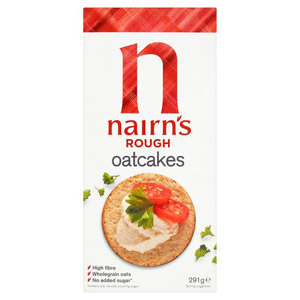 n
nairn's
ROUGH
oatcakes
• High fibre
• Wholegrain oats
• No added sugar*
291g℮